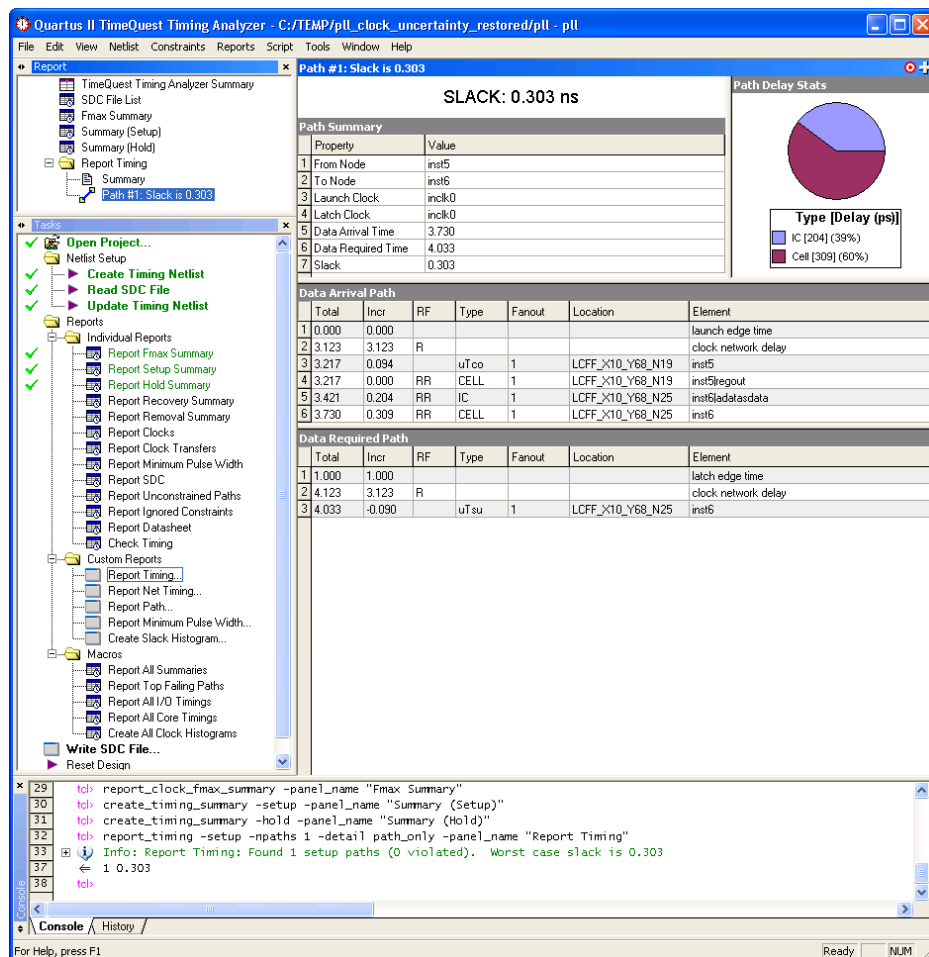 Quartus II TimeQuest Timing Analyzer - C:/TEMP/pll_clock_uncertainty_restored/pll - pll
File Edit View Netlist Constraints Reports Script Tools Window Help
Report
TimeQuest Timing Analyzer Summary
SDC File List
Fmax Summary
Summary (Setup)
Summary (Hold)
Report Timing
Summary
Path #1: Slack is 0.303
Tasks
Open Project...
Netlist Setup
Create Timing Netlist
Read SDC File
Update Timing Netlist
Reports
Individual Reports
Report Fmax Summary
Report Setup Summary
Report Hold Summary
Report Recovery Summary
Report Removal Summary
Report Clocks
Report Clock Transfers
Report Minimum Pulse Width
Report SDC
Report Unconstrained Paths
Report Ignored Constraints
Report Datasheet
Check Timing
Custom Reports
Report Timing...
Report Net Timing...
Report Path...
Report Minimum Pulse Width...
Create Slack Histogram...
Macros
Report All Summaries
Report Top Failing Paths
Report All I/O Timings
Report All Core Timings
Create All Clock Histograms
Write SDC File...
Reset Design
Path #1: Slack is 0.303
SLACK: 0.303 ns
Path Summary
Property Value
1 From Node inst5
2 To Node inst6
3 Launch Clock inclk0
4 Latch Clock inclk0
5 Data Arrival Time 3.730
6 Data Required Time 4.033
7 Slack 0.303
Path Delay Stats
Type [Delay (ps)]
IC [204] (39%)
Cell [309] (60%)
Data Arrival Path
Total Incr RF Type Fanout Location Element
1 0.000 0.000 launch edge time
2 3.123 3.123 R clock network delay
3 3.217 0.094 uTco 1 LCFF_X10_Y68_N19 inst5
4 3.217 0.000 RR CELL 1 LCFF_X10_Y68_N19 inst5|regout
5 3.421 0.204 RR IC 1 LCFF_X10_Y68_N25 inst6|adatasdata
6 3.730 0.309 RR CELL 1 LCFF_X10_Y68_N25 inst6
Data Required Path
Total Incr RF Type Fanout Location Element
1 1.000 1.000 latch edge time
2 4.123 3.123 R clock network delay
3 4.033 -0.090 uTsu 1 LCFF_X10_Y68_N25 inst6
29 tcl> report_clock_fmax_summary -panel_name "Fmax Summary"
30 tcl> create_timing_summary -setup -panel_name "Summary (Setup)"
31 tcl> create_timing_summary -hold -panel_name "Summary (Hold)"
32 tcl> report_timing -setup -npaths 1 -detail path_only -panel_name "Report Timing"
33 Info: Report Timing: Found 1 setup paths (0 violated). Worst case slack is 0.303
37 1 0.303
38 tcl>
Console
Console History
For Help, press F1
Ready NUM